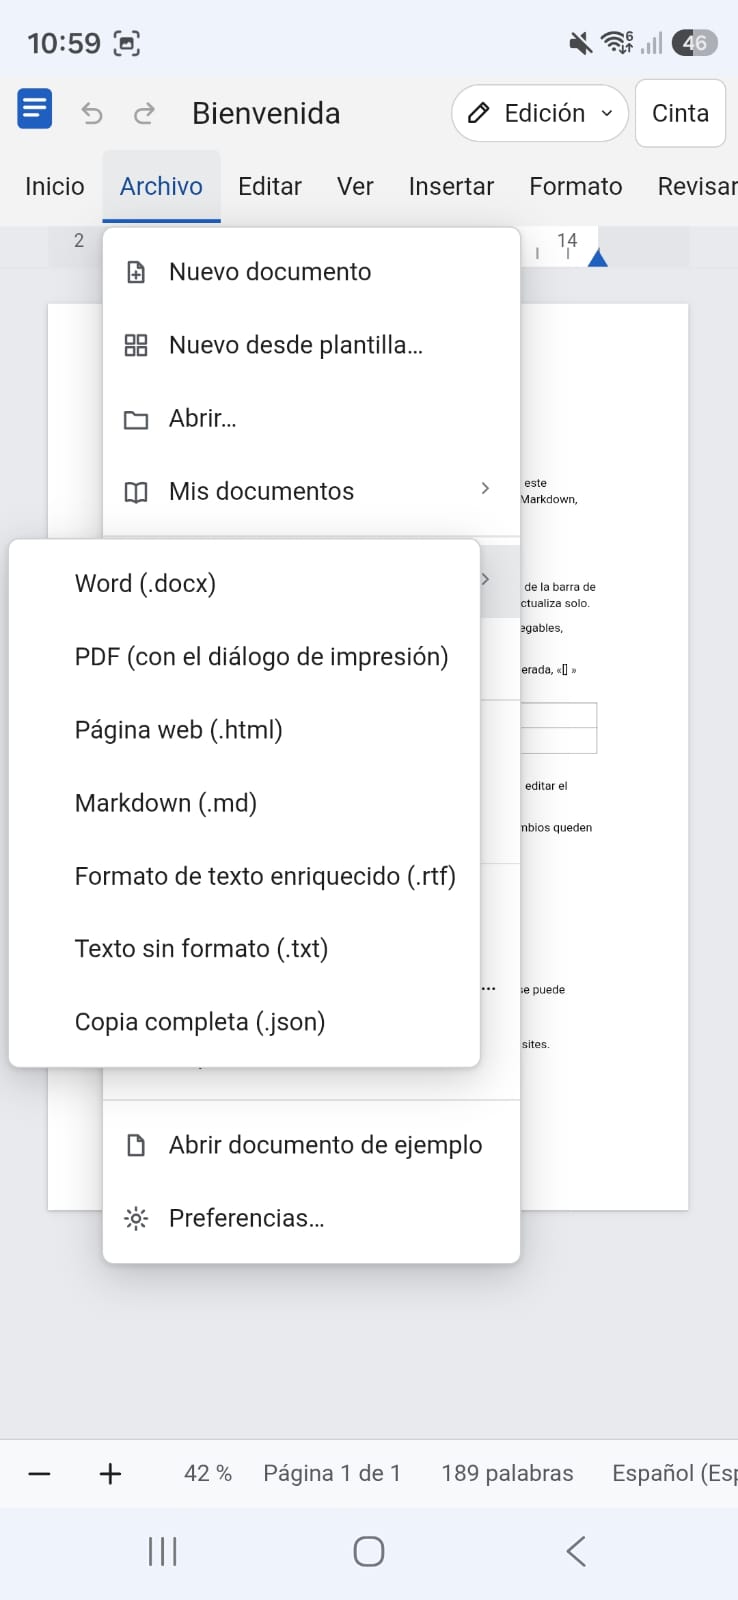 10:59
6
46
Bienvenida
Edición
Cinta
Inicio Archivo Editar Ver Insertar Formato Revisar
2
14
Nuevo documento
Nuevo desde plantilla...
Abrir...
Mis documentos
este
Markdown,
Word (.docx)
de la barra de
ctualiza solo.
PDF (con el diálogo de impresión)
egables,
erada, «[] »
Página web (.html)
Markdown (.md)
editar el
mbios queden
Formato de texto enriquecido (.rtf)
Texto sin formato (.txt)
...
se puede
Copia completa (.json)
sites.
Abrir documento de ejemplo
Preferencias...
42 % Página 1 de 1 189 palabras Español (Esp